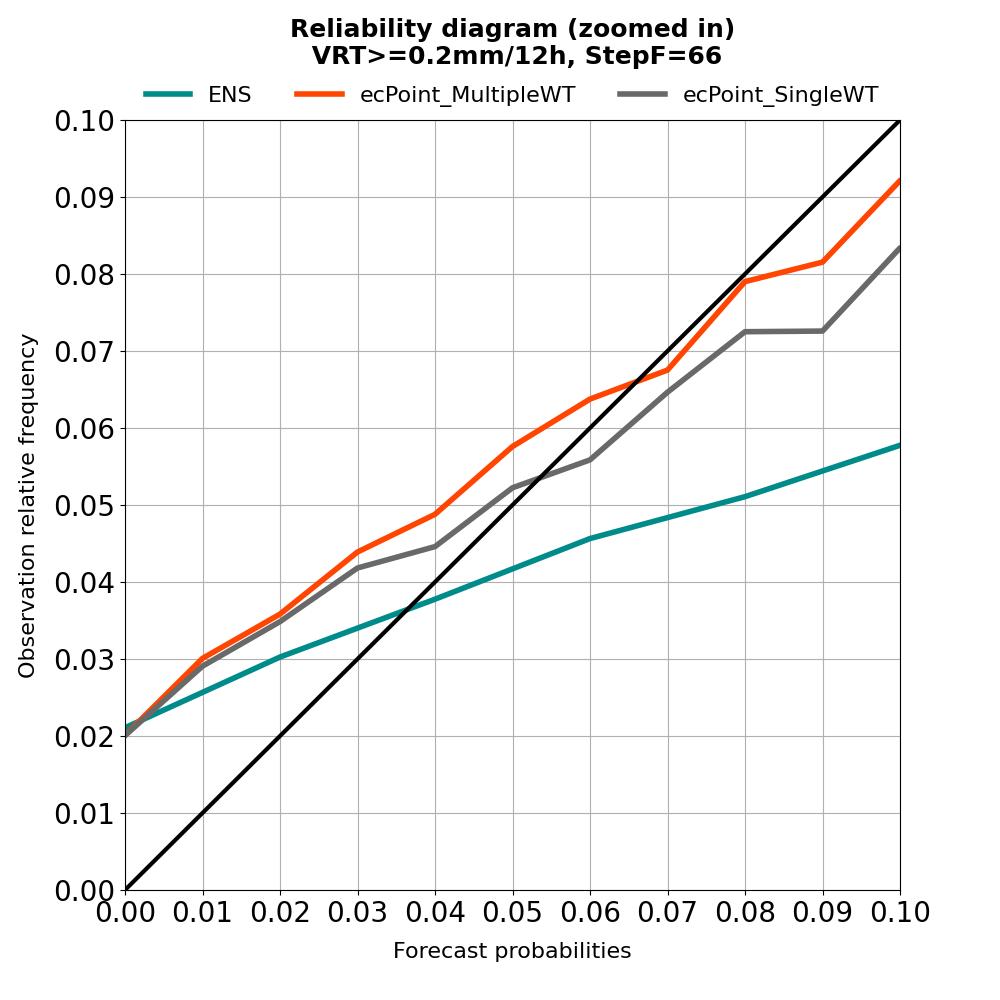 Reliability diagram (zoomed in)
VRT>=0.2mm/12h, StepF=66
ENS ecPoint_MultipleWT ecPoint_SingleWT
0.10
0.09
0.08
0.07
0.06
0.05
0.04
0.03
0.02
0.01
0.00
Observation relative frequency
0.00 0.01 0.02 0.03 0.04 0.05 0.06 0.07 0.08 0.09 0.10
Forecast probabilities